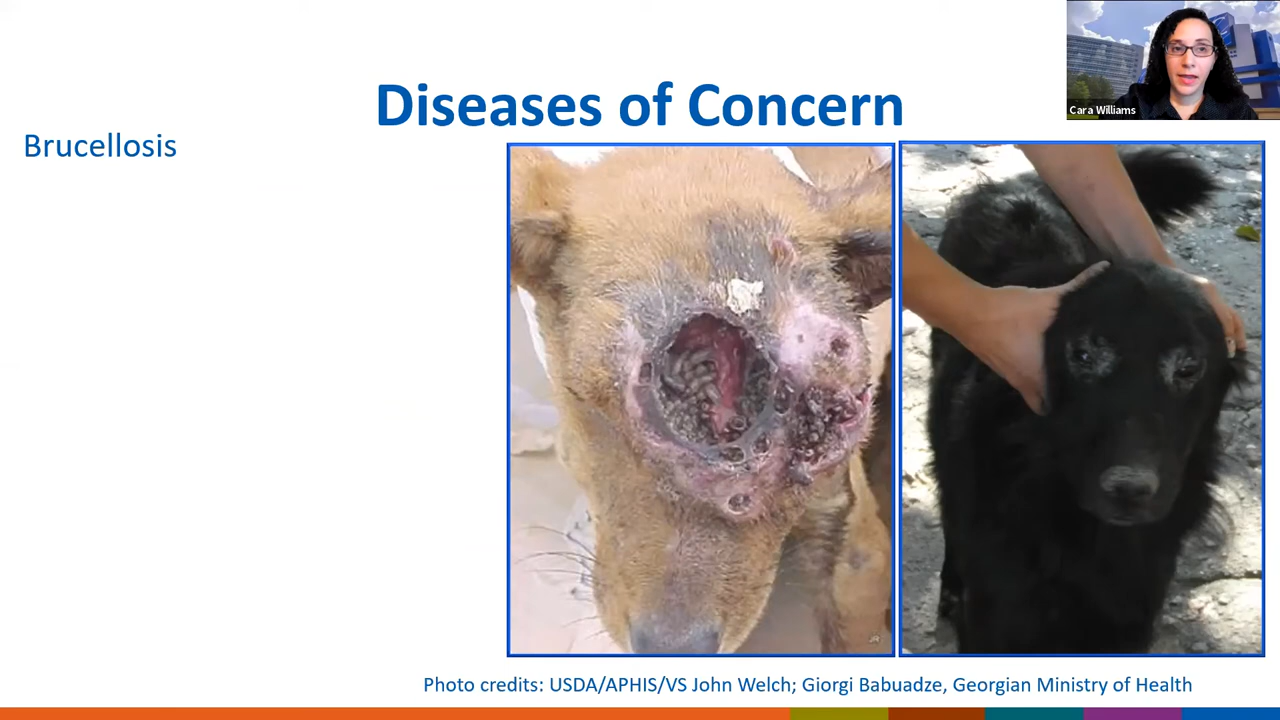 Cara Williams
Diseases of Concern
Brucellosis
Photo credits: USDA/APHIS/VS John Welch; Giorgi Babuadze, Georgian Ministry of Health